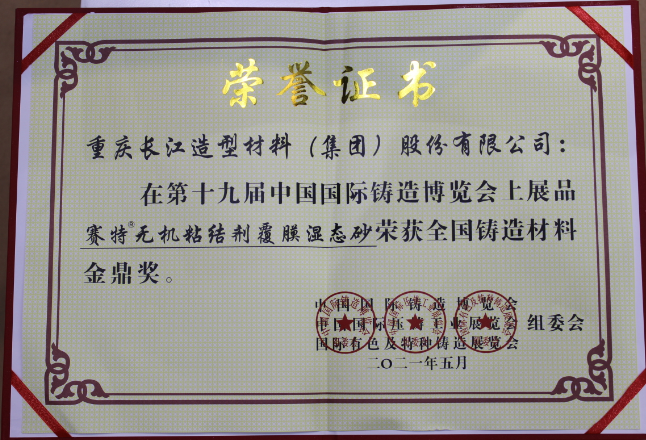 荣誉证书
重庆长江造型材料（集团）股份有限公司：
在第十九届中国国际铸造博览会上展品
赛特®无机粘结剂覆膜湿态砂荣获全国铸造材料
金鼎奖。
中国国际铸造博览会
中国国际压铸工业展览会 组委会
国际有色及特种铸造展览会
二〇二一年五月